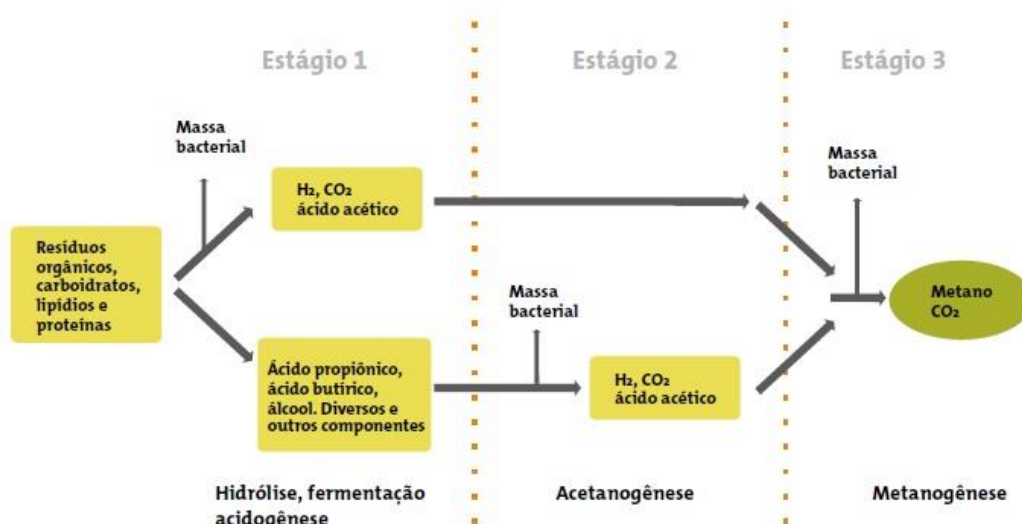 Estágio 1
Estágio 2
Estágio 3
Massa
bacterial
Massa
bacterial
H₂, CO₂
ácido acético
Resíduos
orgânicos,
carboidratos,
lipídios e
proteínas
Massa
bacterial
Metano
CO₂
Ácido propiônico,
ácido butírico,
álcool. Diversos e
outros componentes
H₂, CO₂
ácido acético
Hidrólise, fermentação
acidogênese
Acetanogênese
Metanogênese